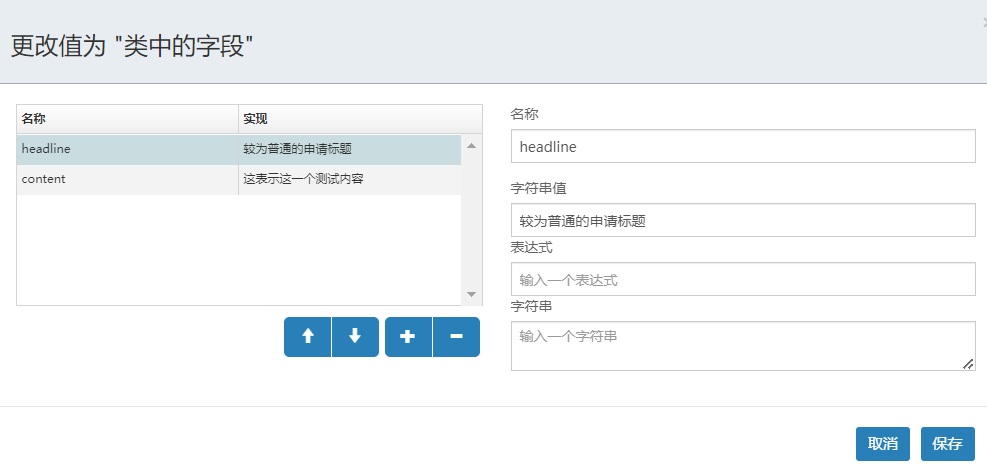 更改值为 "类中的字段"
名称 实现
headline 较为普通的申请标题
content 这表示这一个测试内容
名称
headline
字符串值
较为普通的申请标题
表达式
输入一个表达式
字符串
输入一个字符串
取消 保存